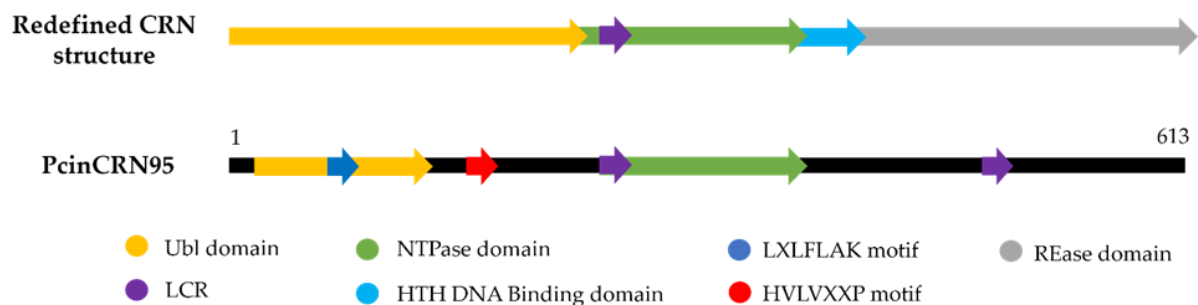 Redefined CRN
structure
1
613
PcinCRN95
Ubl domain
NTPase domain
LXLFLAK motif
REase domain
LCR
HTH DNA Binding domain
HVLVXXP motif